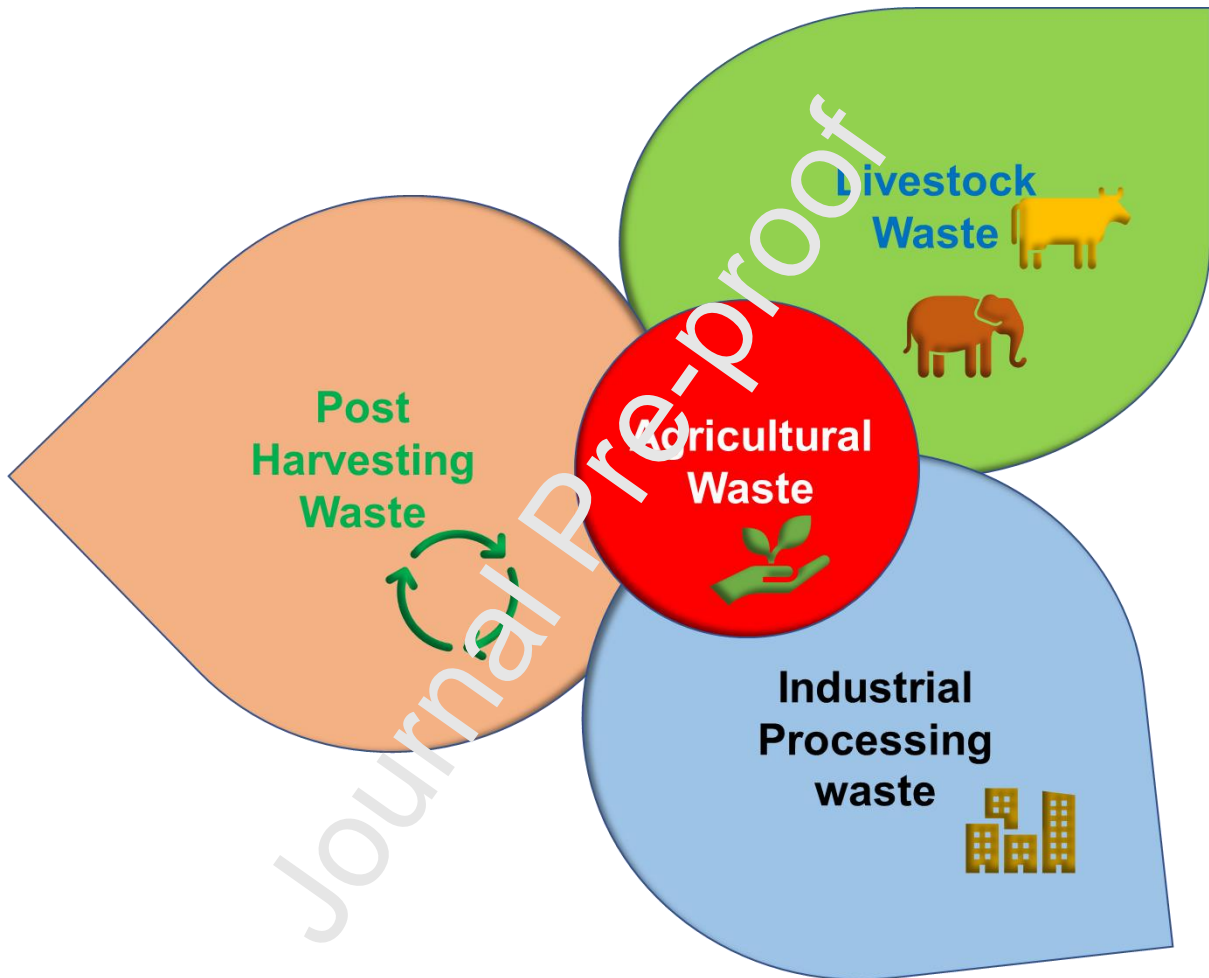 Livestock
Waste
Post
Harvesting
Waste
Agricultural
Waste
Industrial
Processing
waste
Journal Pre-proof